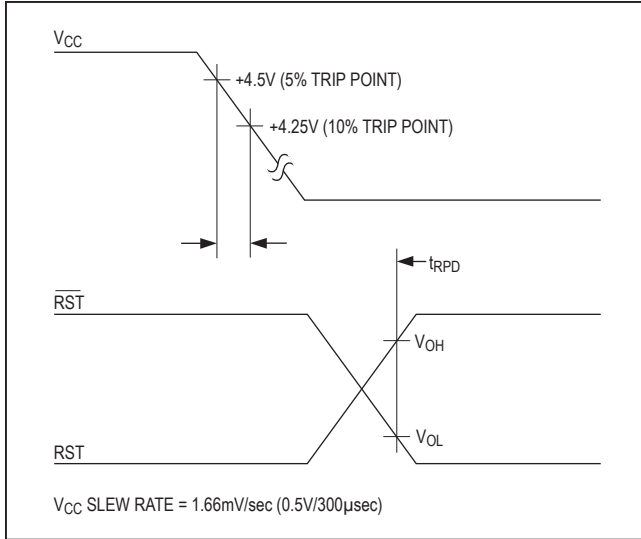 VCC
+4.5V (5% TRIP POINT)
+4.25V (10% TRIP POINT)
tRPD
RST
VOH
VOL
RST
VCC SLEW RATE = 1.66mV/sec (0.5V/300µsec)